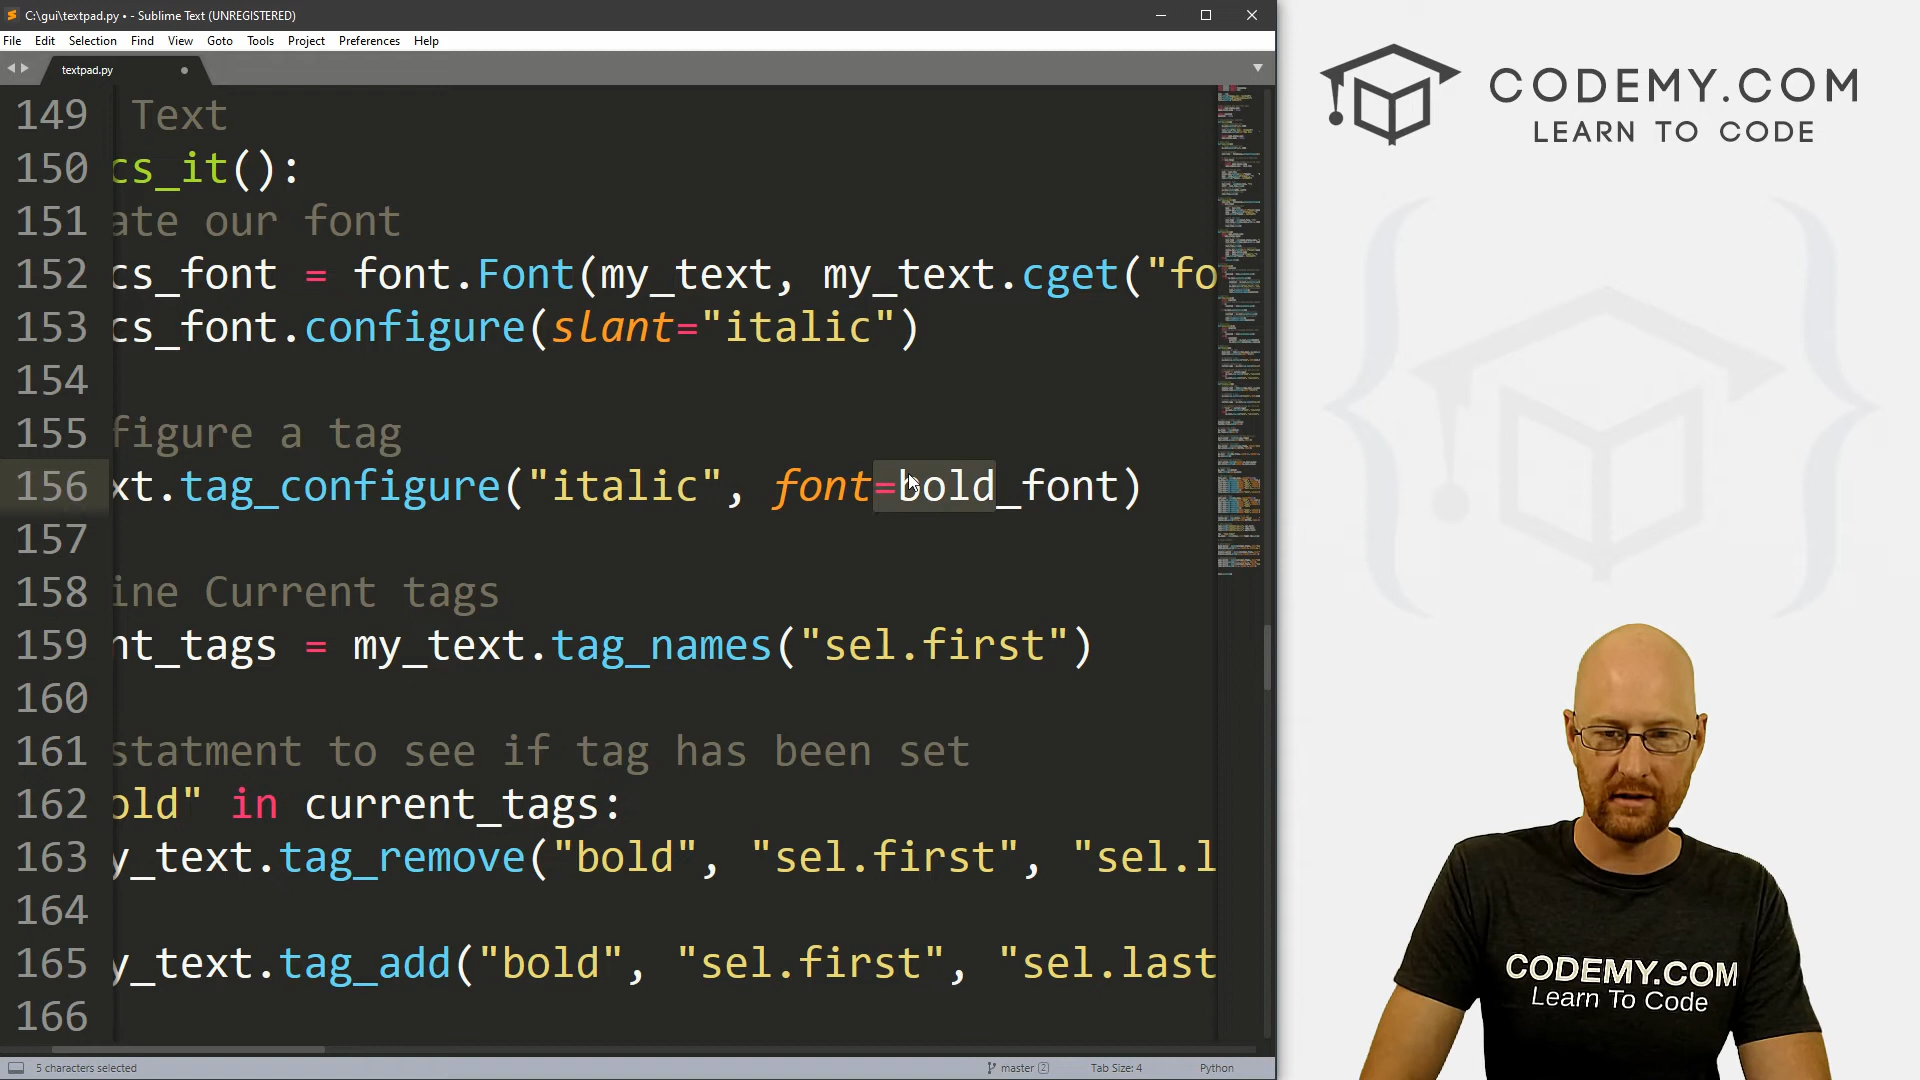 C:\gui\textpad.py • - Sublime Text (UNREGISTERED)
File Edit Selection View Goto Tools Project Preferences Help
textpad.py
149 Text
150 cs_it():
151 ate our font
152 cs_font = font.Font(my_text, my_text.cget("fo
153 cs_font.configure(slant="italic")
154
155 figure a tag
156 xt.tag_configure("italic", font=bold_font)
157
158 ine Current tags
159 nt_tags = my_text.tag_names("sel.first")
160
161 statment to see if tag has been set
162 old" in current_tags:
163 y_text.tag_remove("bold", "sel.first", "sel.l
164
165 y_text.tag_add("bold", "sel.first", "sel.last
166
5 characters selected master 2 Tab Size: 4 Python
CODEMY.COM
LEARN TO CODE
CODEMY.COM
Learn To Code